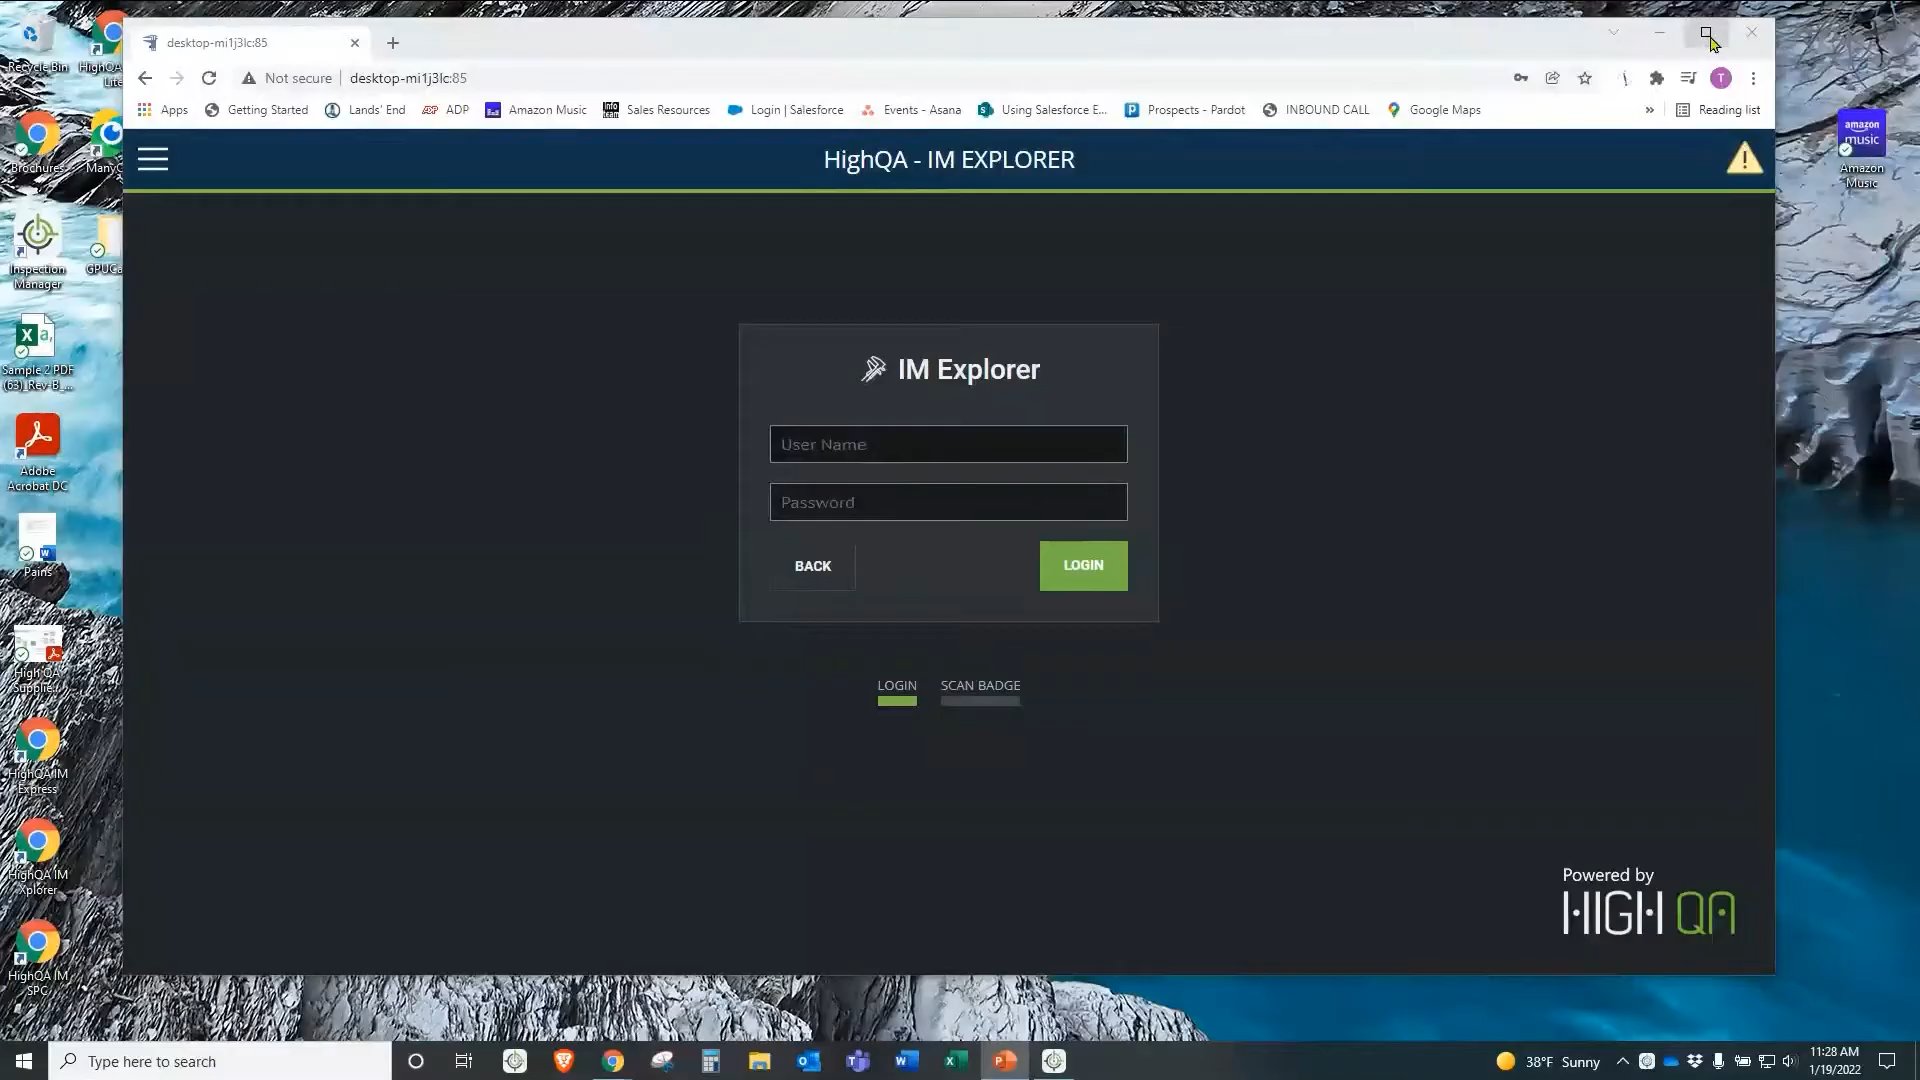 desktop-mi1j3lc:85
Not secure
desktop-mi1j3lc:85
T
Apps
Getting Started
Lands' End
ADP
Amazon Music
Sales Resources
Login | Salesforce
Events - Asana
Using Salesforce E...
Prospects - Pardot
INBOUND CALL
Google Maps
»
Reading list
HighQA - IM EXPLORER
IM Explorer
User Name
Password
BACK
LOGIN
LOGIN
SCAN BADGE
Powered by
HIGH QA
Recycle Bin
Brochures
Inspection
Manager
Sample 2 PDF
(63)_Rev-B_...
Adobe
Acrobat DC
Pains
High QA
Supplie...
HighQA IM
Express
HighQA IM
Xplorer
HighQA IM
SPC
HighQA
Lite
GPUCa
amazon
music
Amazon
Music
Type here to search
38°F Sunny
11:28 AM
1/19/2022